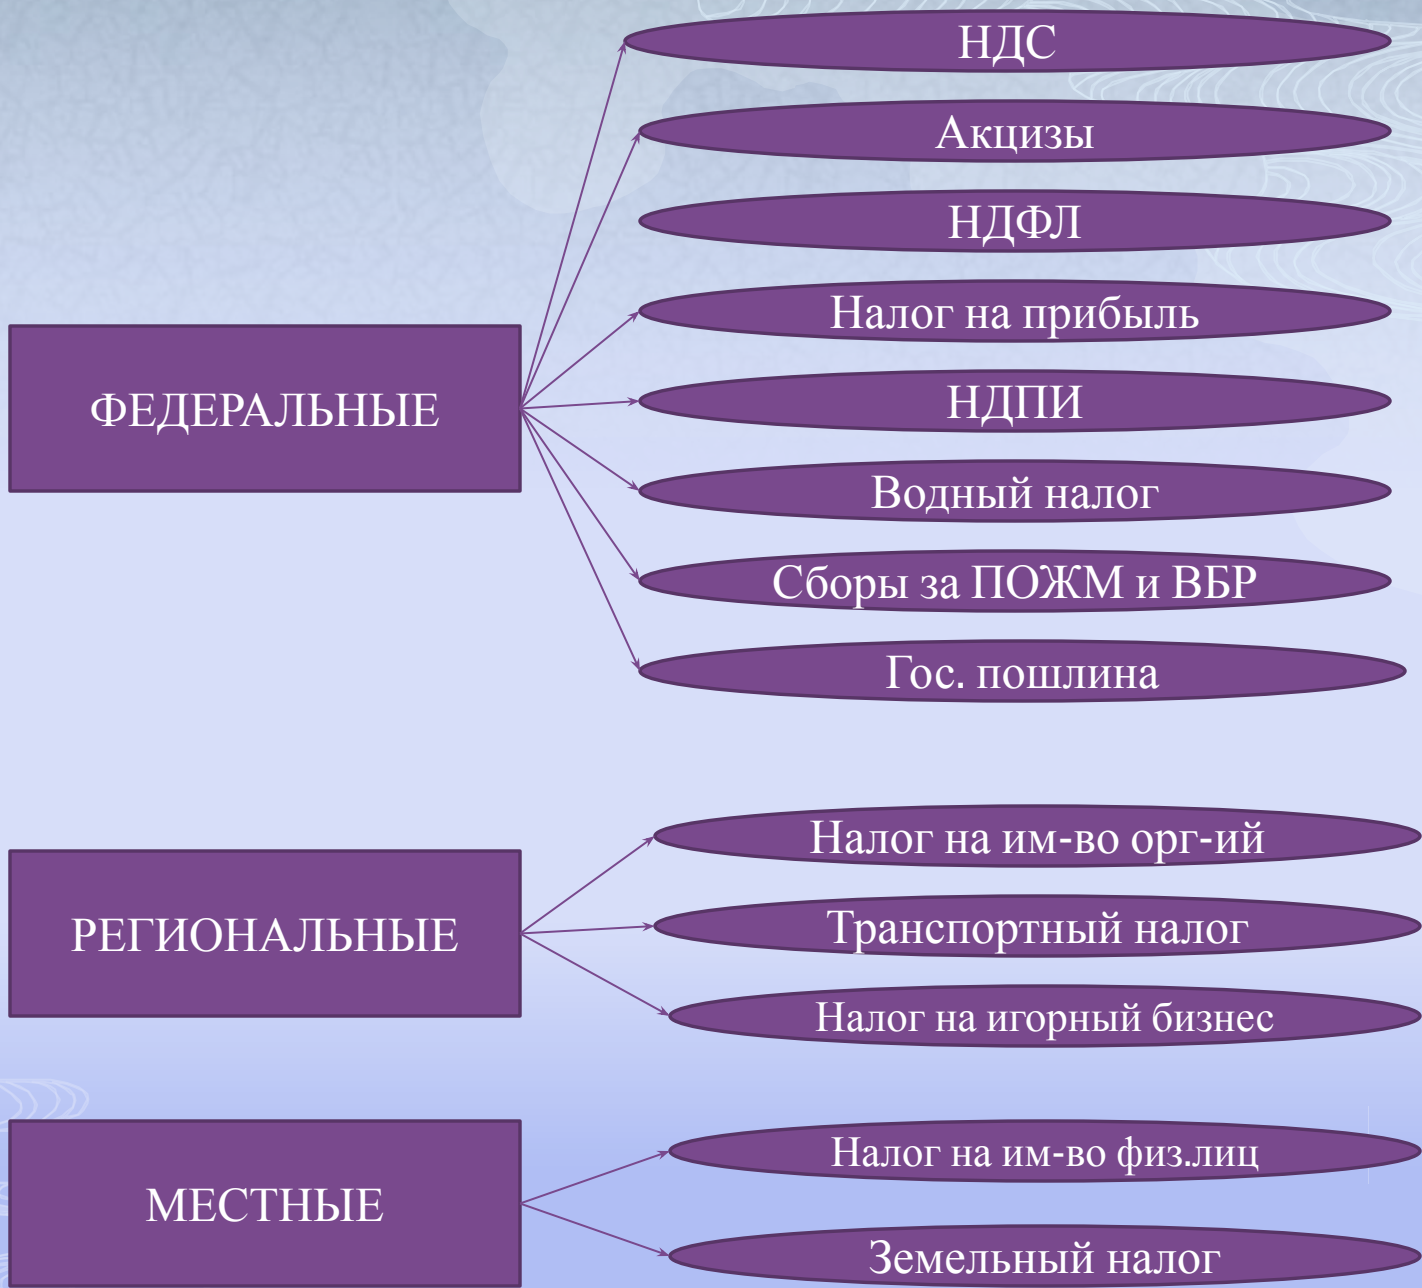 ФЕДЕРАЛЬНЫЕ
НДС
Акцизы
НДФЛ
Налог на прибыль
НДПИ
Водный налог
Сборы за ПОЖМ и ВБР
Гос. пошлина
РЕГИОНАЛЬНЫЕ
Налог на им-во орг-ий
Транспортный налог
Налог на игорный бизнес
МЕСТНЫЕ
Налог на им-во физ.лиц
Земельный налог